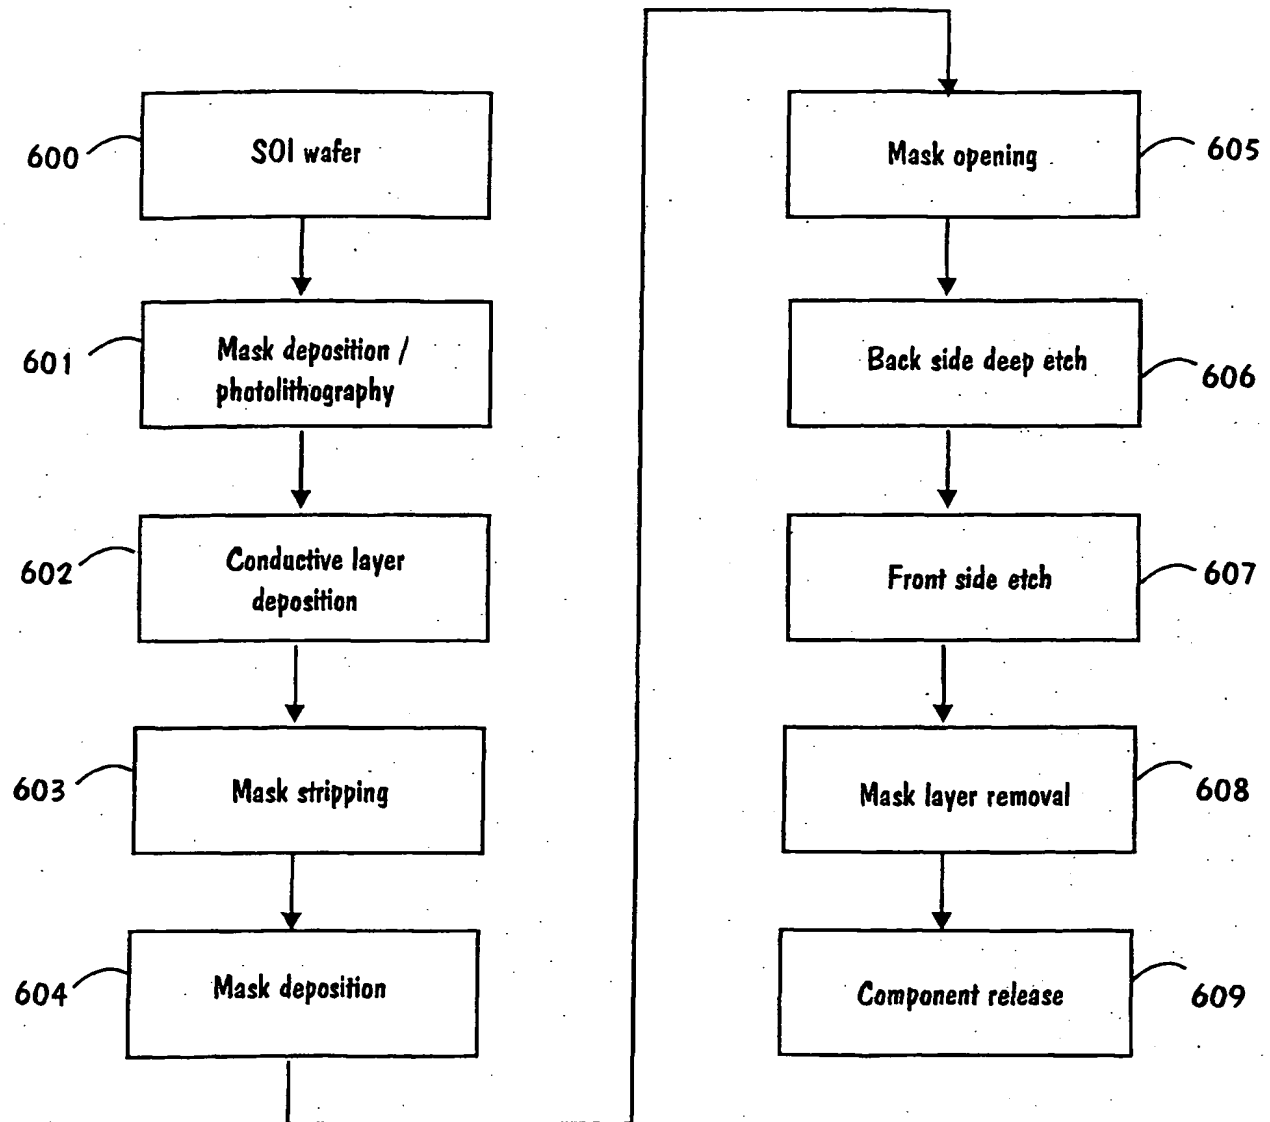 600
SOI wafer
601
Mask deposition /
photolithography
602
Conductive layer
deposition
603
Mask stripping
604
Mask deposition
Mask opening
605
Back side deep etch
606
Front side etch
607
Mask layer removal
608
Component release
609